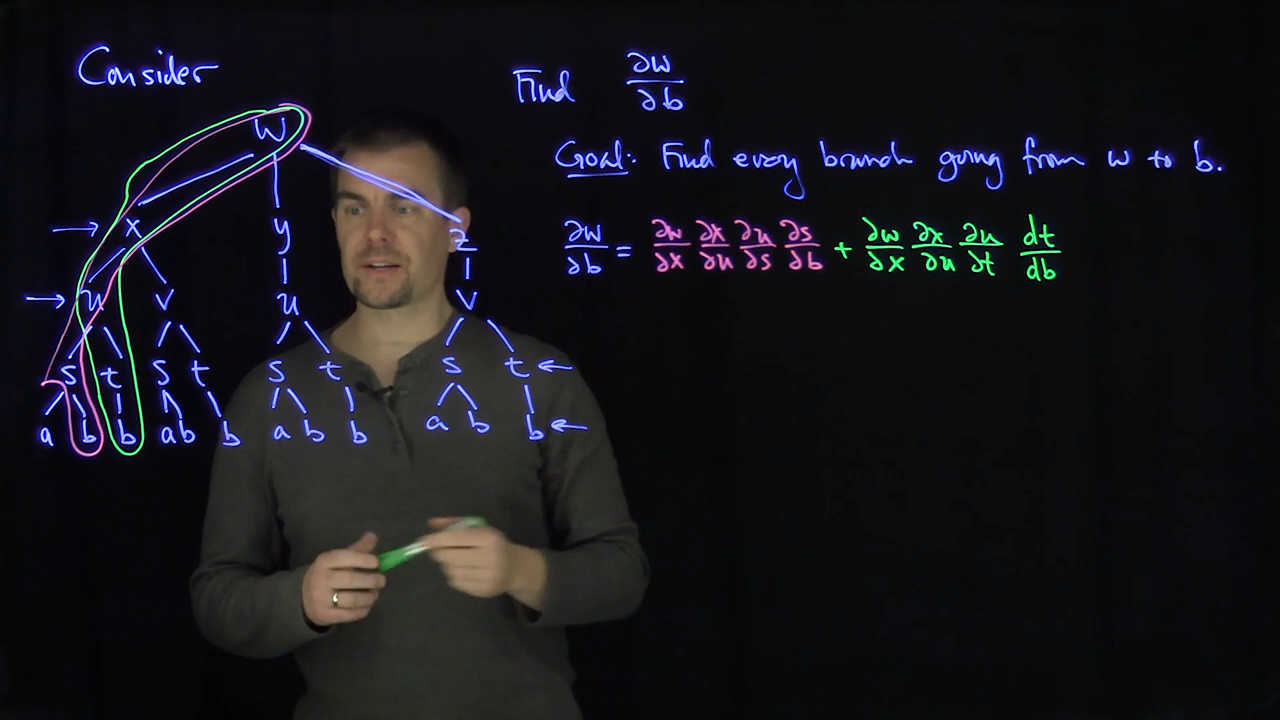 Consider
Find ∂w/∂b
Goal: Find every branch going from w to b.
∂w/∂b = ∂w/∂x ∂x/∂u ∂u/∂s ∂s/∂b + ∂w/∂x ∂x/∂u ∂u/∂t dt/db
w
→ x y z
→ u v u v
s t s t s t s t ←
a b b a b b a b b a b b ←